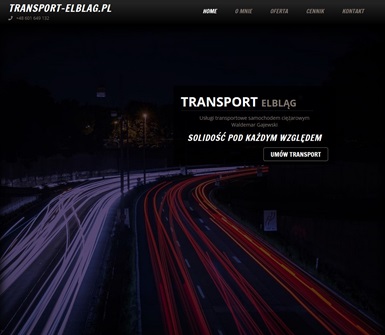 TRANSPORT-ELBLAG.PL
HOME O MNIE OFERTA CENNIK KONTAKT
+48 601 649 132
TRANSPORT ELBLĄG
Usługi transportowe samochodem ciężarowym
Waldemar Gajewski
SOLIDOŚĆ POD KAŻDYM WZGLĘDEM
UMÓW TRANSPORT